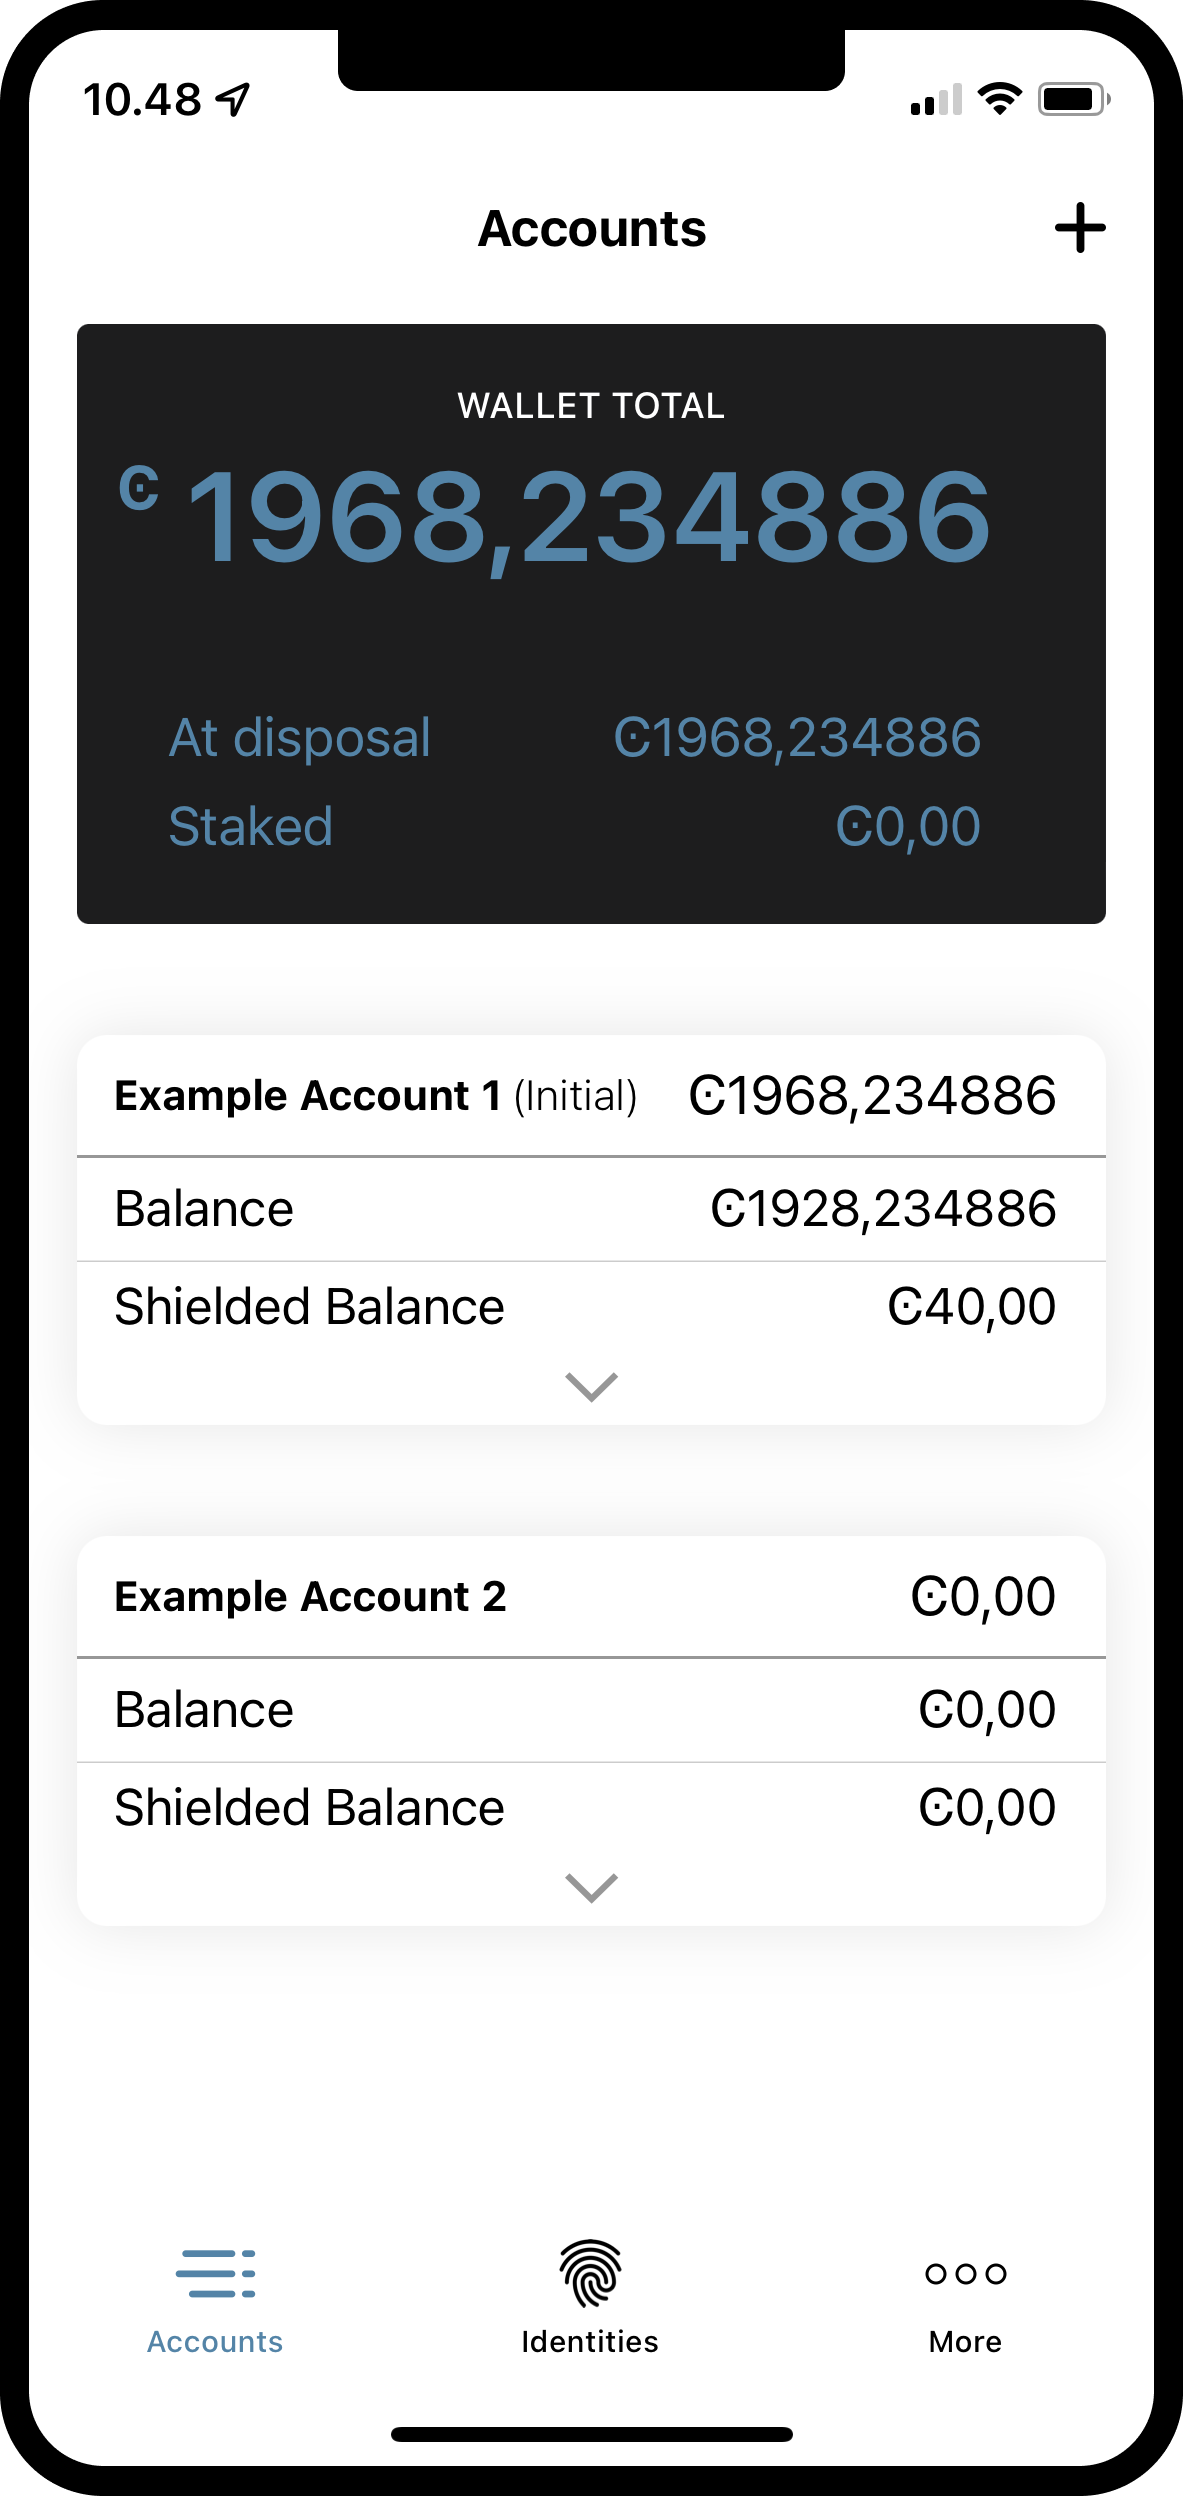 10.48
Accounts
WALLET TOTAL
Ͼ 1968,234886
At disposal Ͼ1968,234886
Staked Ͼ0,00
Example Account 1 (Initial) Ͼ1968,234886
Balance Ͼ1928,234886
Shielded Balance Ͼ40,00
Example Account 2 Ͼ0,00
Balance Ͼ0,00
Shielded Balance Ͼ0,00
Accounts Identities More